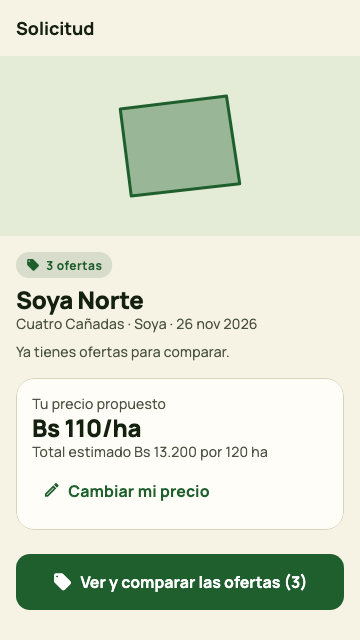 Solicitud
3 ofertas
Soya Norte
Cuatro Cañadas · Soya · 26 nov 2026
Ya tienes ofertas para comparar.
Tu precio propuesto
Bs 110/ha
Total estimado Bs 13.200 por 120 ha
Cambiar mi precio
Ver y comparar las ofertas (3)